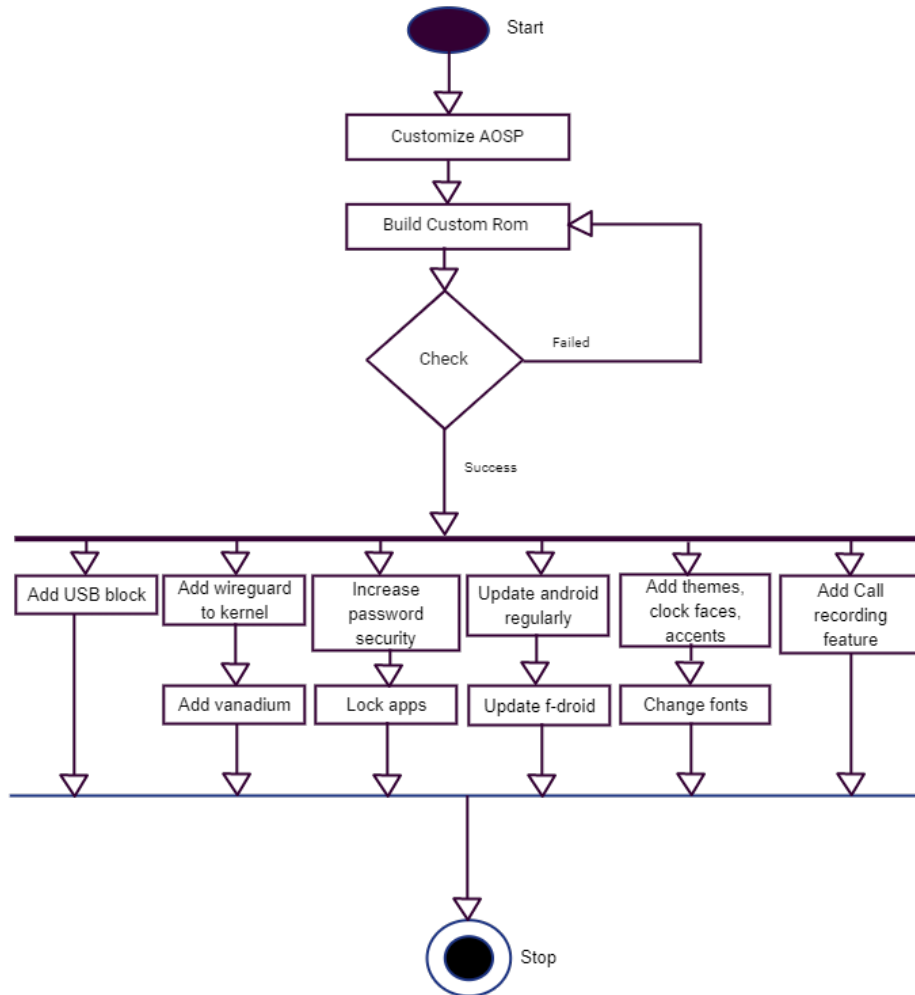 Start
Customize AOSP
Build Custom Rom
Failed
Check
Success
Add USB block
Add wireguard
to kernel
Increase
password
security
Update android
regularly
Add themes,
clock faces,
accents
Add Call
recording
feature
Add vanadium
Lock apps
Update f-droid
Change fonts
Stop